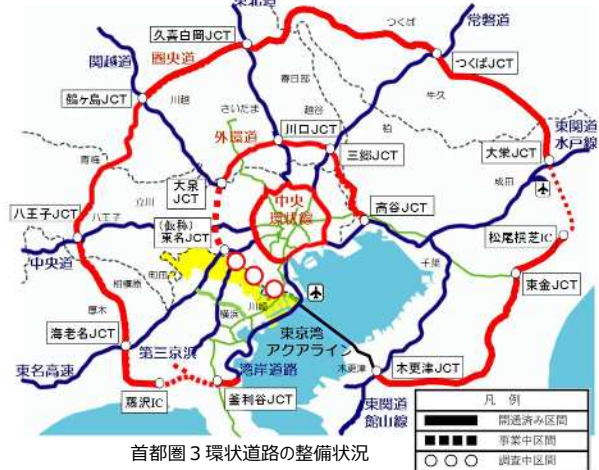 東北道
つくば
常磐道
久喜白岡JCT
関越道
圏央道
つくばJCT
春日部
牛久
鶴ヶ島JCT
川越
さいたま
越谷
柏
東関道
水戸線
外環道
川口JCT
三郷JCT
大栄JCT
青梅
大泉
JCT
中央
環状線
成田
立川
高谷JCT
八王子JCT
八王子
(仮称)
東名JCT
松尾横芝IC
中央道
町田
千葉
相模原
東金JCT
川崎
横浜
厚木
東京湾
アクアライン
海老名JCT
第三京浜
木更津
木更津JCT
東名高速
湾岸道路
藤沢IC
釜利谷JCT
東関道
館山線
凡 例
開通済み区間
事業中区間
調査中区間
首都圏3環状道路の整備状況